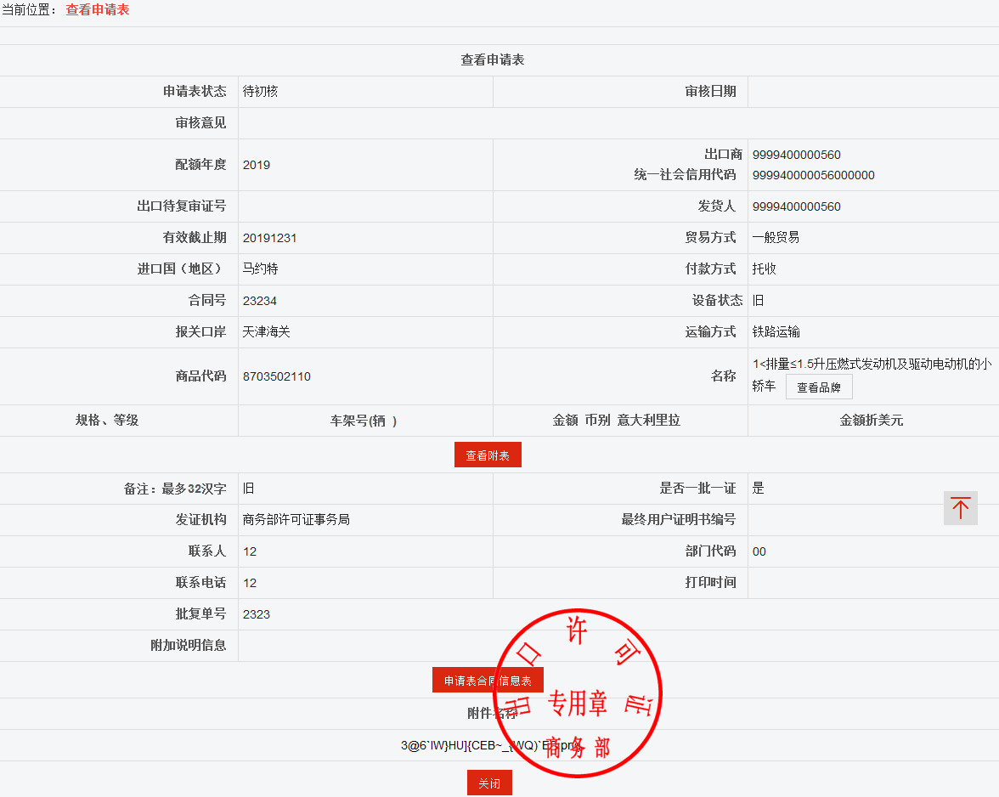 当前位置： 查看申请表
查看申请表
申请表状态 待初核 审核日期
审核意见
配额年度 2019 出口商 9999400000560
统一社会信用代码 999940000056000000
出口待复审证号 发货人 9999400000560
有效截止期 20191231 贸易方式 一般贸易
进口国（地区） 马约特 付款方式 托收
合同号 23234 设备状态 旧
报关口岸 天津海关 运输方式 铁路运输
商品代码 8703502110 名称 1<排量≤1.5升压燃式发动机及驱动电动机的小
轿车 查看品牌
规格、等级 车架号(辆 ) 金额 币别 意大利里拉 金额折美元
查看附表
备注：最多32汉字 旧 是否一批一证 是
发证机构 商务部许可证事务局 最终用户证明书编号
联系人 12 部门代码 00
联系电话 12 打印时间
批复单号 2323
附加说明信息
申请表合同信息表
附件名称
关闭
出口许可证
专用章
商务部